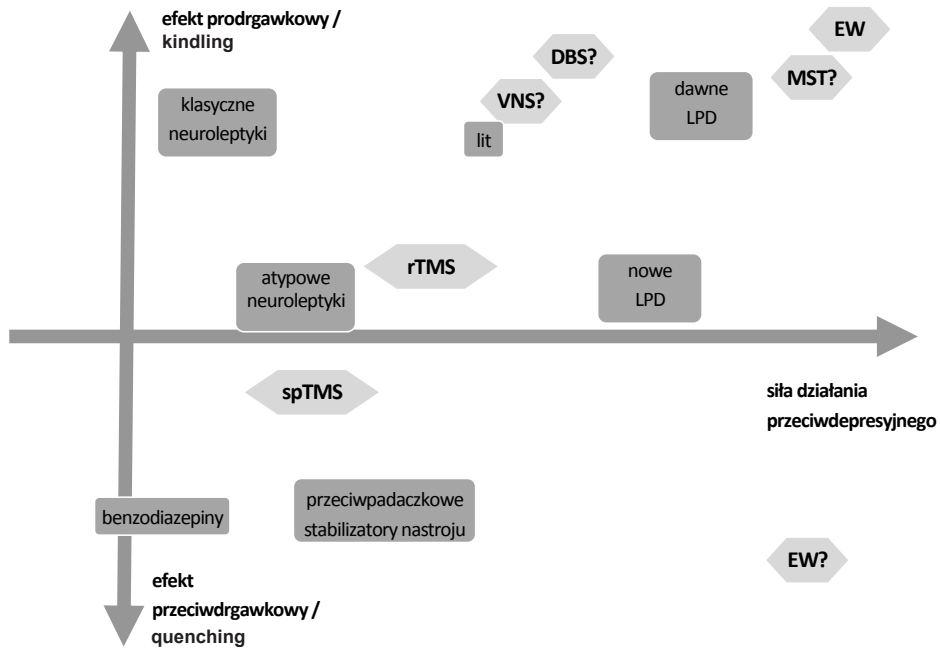 efekt prodrgawkowy /
kindling
EW
DBS?
MST?
VNS?
klasyczne
neuroleptyki
dawne
LPD
lit
rTMS
atypowe
neuroleptyki
nowe
LPD
spTMS
siła działania
przeciwdepresyjnego
benzodiazepiny
przeciwpadaczkowe
stabilizatory nastroju
EW?
efekt
przeciwdrgawkowy /
quenching